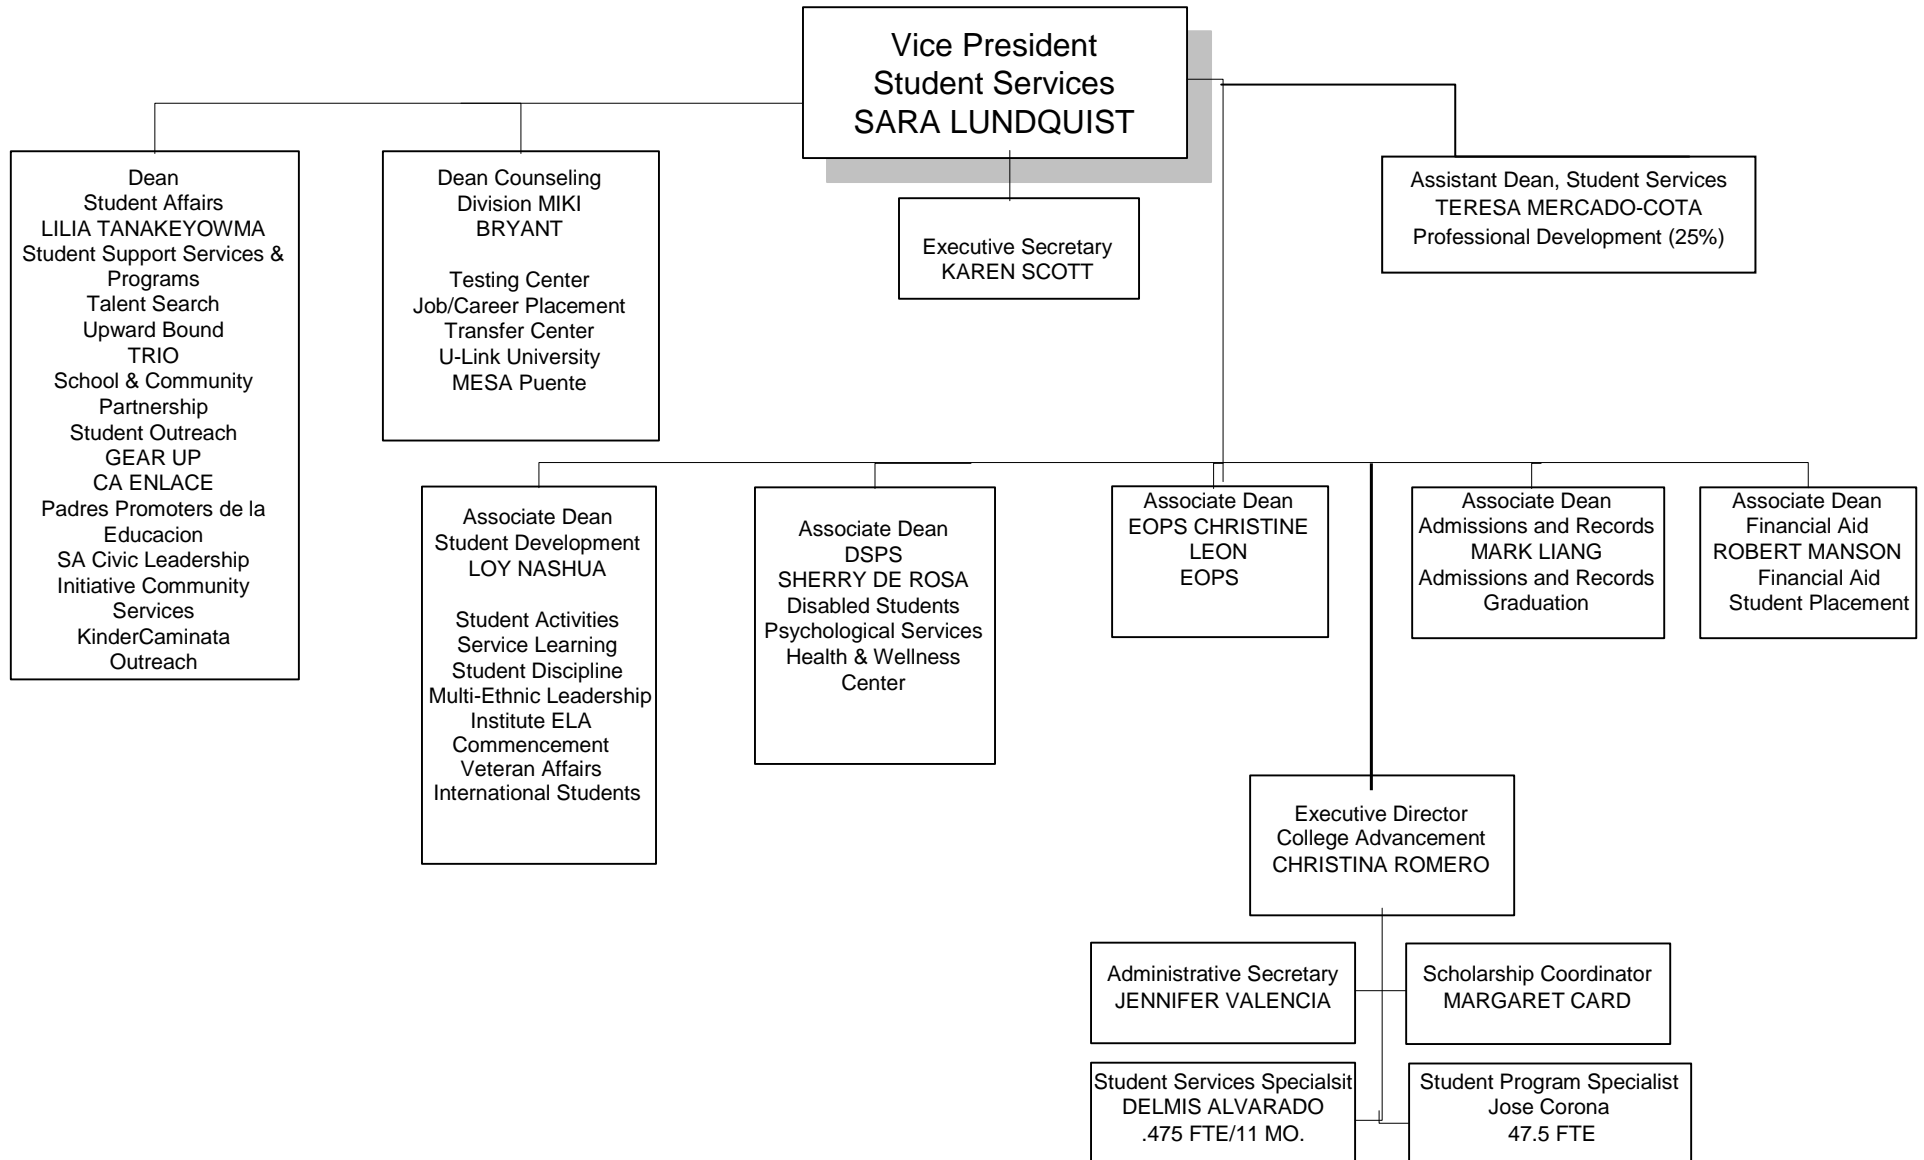 Vice President
Student Services
SARA LUNDQUIST
Dean
Student Affairs
LILIA TANAKEYOWMA
Student Support Services &
Programs
Talent Search
Upward Bound
TRIO
School & Community
Partnership
Student Outreach
GEAR UP
CA ENLACE
Padres Promoters de la
Educacion
SA Civic Leadership
Initiative Community
Services
KinderCaminata
Outreach
Dean Counseling
Division MIKI
BRYANT
Testing Center
Job/Career Placement
Transfer Center
U-Link University
MESA Puente
Executive Secretary
KAREN SCOTT
Assistant Dean, Student Services
TERESA MERCADO-COTA
Professional Development (25%)
Associate Dean
Student Development
LOY NASHUA
Student Activities
Service Learning
Student Discipline
Multi-Ethnic Leadership
Institute ELA
Commencement
Veteran Affairs
International Students
Associate Dean
DSPS
SHERRY DE ROSA
Disabled Students
Psychological Services
Health & Wellness
Center
Associate Dean
EOPS CHRISTINE
LEON
EOPS
Associate Dean
Admissions and Records
MARK LIANG
Admissions and Records
Graduation
Associate Dean
Financial Aid
ROBERT MANSON
Financial Aid
Student Placement
Executive Director
College Advancement
CHRISTINA ROMERO
Administrative Secretary
JENNIFER VALENCIA
Scholarship Coordinator
MARGARET CARD
Student Services Specialsit
DELMIS ALVARADO
.475 FTE/11 MO.
Student Program Specialist
Jose Corona
47.5 FTE